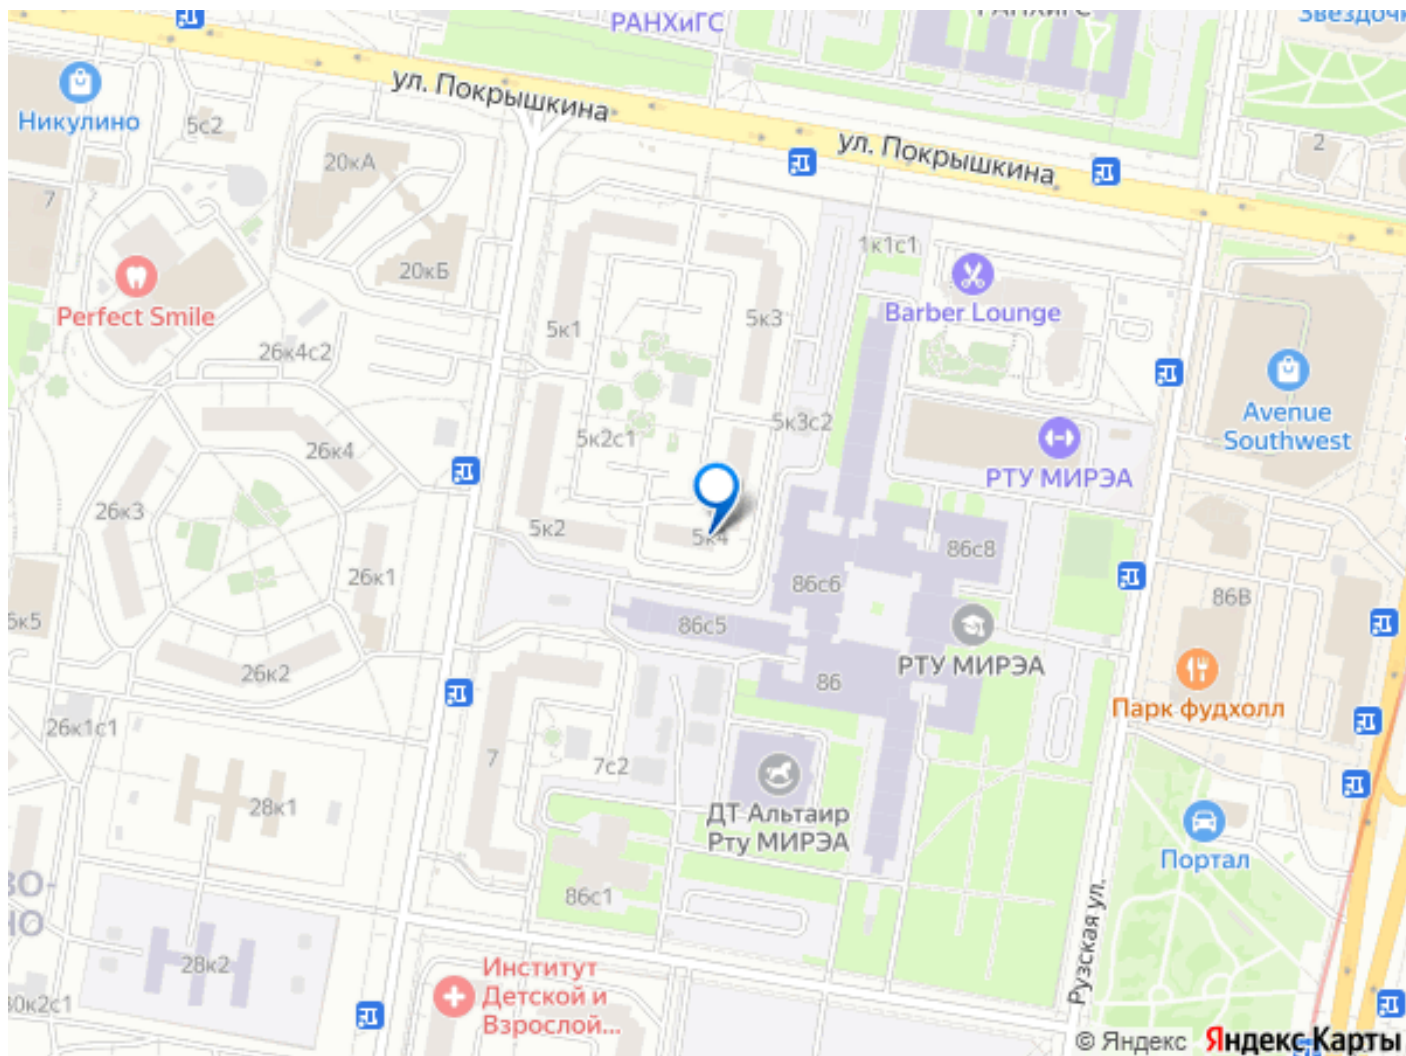 РАНХиГС
РАНХиГС
ул. Покрышкина
ул. Покрышкина
Никулино
5с2
20кА
2
7
20кБ
1к1с1
Barber Lounge
Perfect Smile
5к1
5к3
26к4с2
Avenue
Southwest
5к2с1
5к3с2
26к4
РТУ МИРЭА
26к3
5к2
5к4
86с8
26к1
86с6
86В
86с5
РТУ МИРЭА
26к2
86
Парк фудхолл
26к1с1
7
7с2
28к1
ДТ Альтаир
Рту МИРЭА
Портал
86с1
Рузская ул.
28к2
Институт
Детской и
Взрослой...
© Яндекс Яндекс Карты